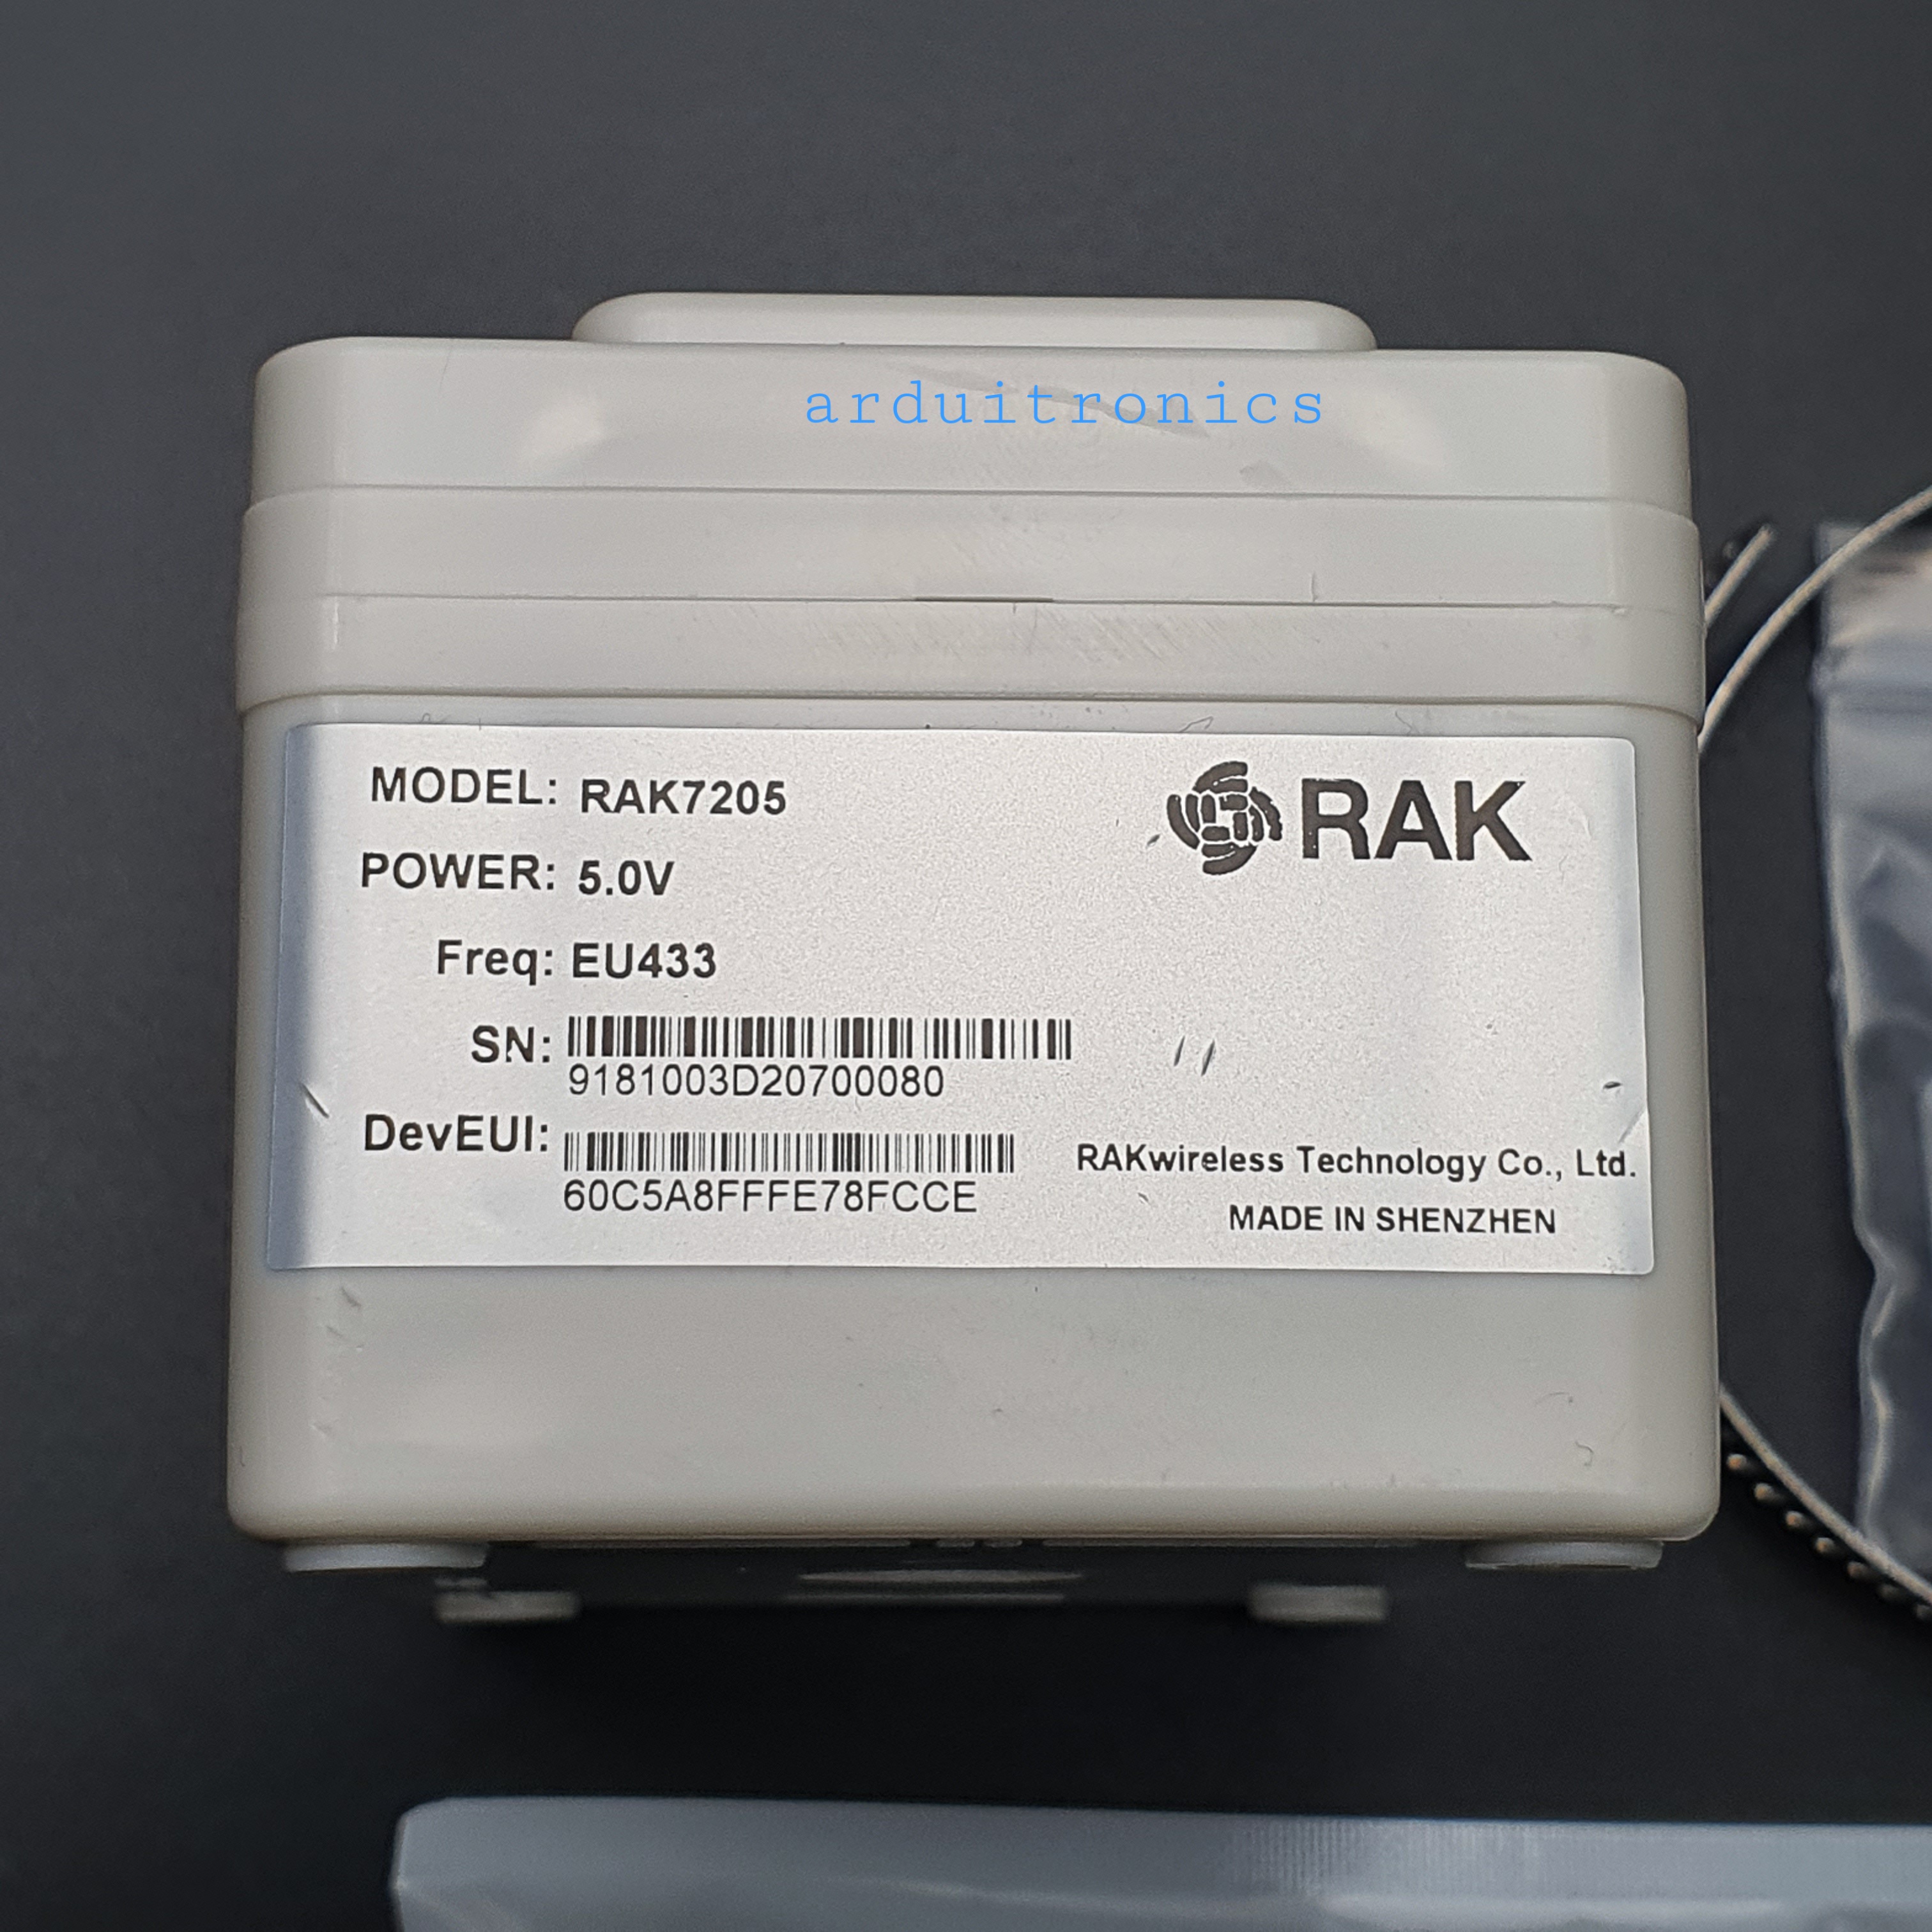 arduitronics
MODEL: RAK7205
RAK
POWER: 5.0V
Freq: EU433
SN:
9181003D20700080
DevEUI:
60C5A8FFFE78FCCE
RAKwireless Technology Co., Ltd.
MADE IN SHENZHEN